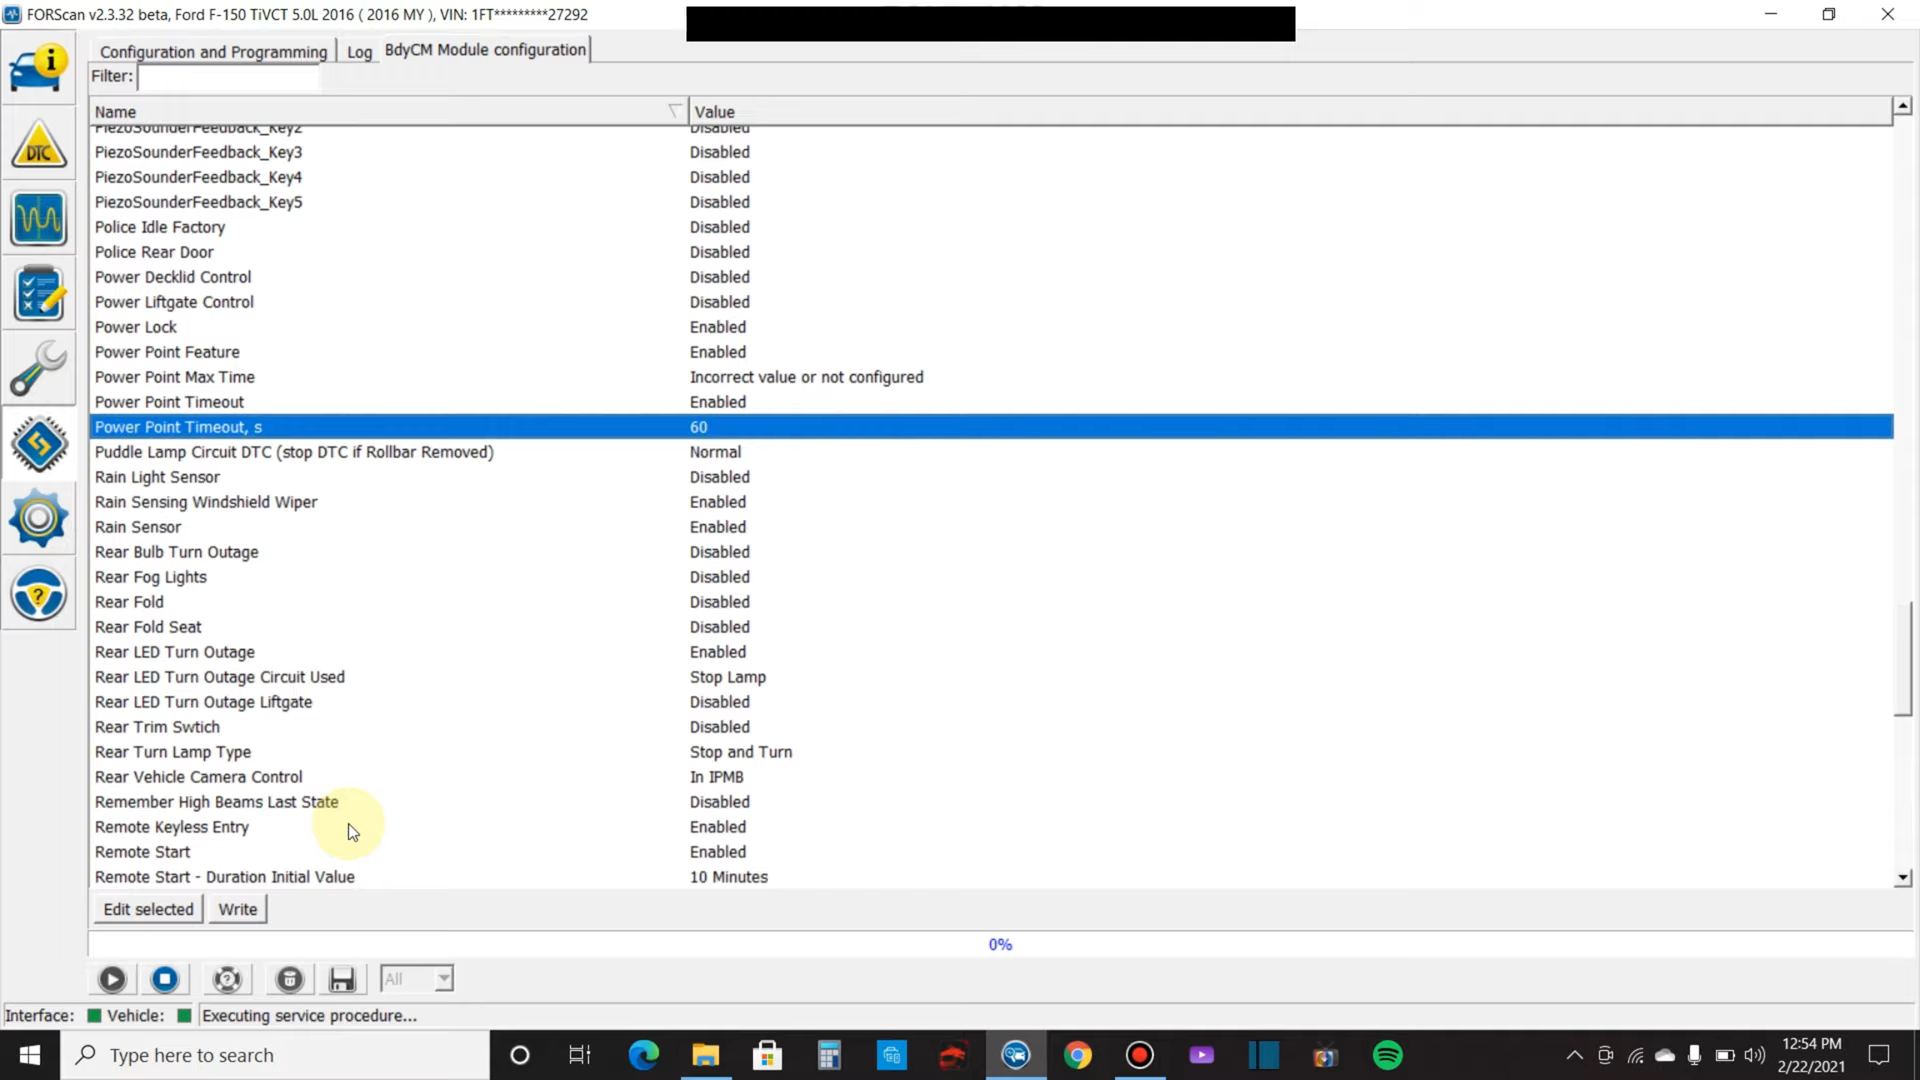 FORScan v2.3.32 beta, Ford F-150 TiVCT 5.0L 2016 ( 2016 MY ), VIN: 1FT*********27292
Configuration and Programming Log BdyCM Module configuration
Filter:
Name Value
PiezoSounderFeedback_Key2 Disabled
PiezoSounderFeedback_Key3 Disabled
PiezoSounderFeedback_Key4 Disabled
PiezoSounderFeedback_Key5 Disabled
Police Idle Factory Disabled
Police Rear Door Disabled
Power Decklid Control Disabled
Power Liftgate Control Disabled
Power Lock Enabled
Power Point Feature Enabled
Power Point Max Time Incorrect value or not configured
Power Point Timeout Enabled
Power Point Timeout, s 60
Puddle Lamp Circuit DTC (stop DTC if Rollbar Removed) Normal
Rain Light Sensor Disabled
Rain Sensing Windshield Wiper Enabled
Rain Sensor Enabled
Rear Bulb Turn Outage Disabled
Rear Fog Lights Disabled
Rear Fold Disabled
Rear Fold Seat Disabled
Rear LED Turn Outage Enabled
Rear LED Turn Outage Circuit Used Stop Lamp
Rear LED Turn Outage Liftgate Disabled
Rear Trim Swtich Disabled
Rear Turn Lamp Type Stop and Turn
Rear Vehicle Camera Control In IPMB
Remember High Beams Last State Disabled
Remote Keyless Entry Enabled
Remote Start Enabled
Remote Start - Duration Initial Value 10 Minutes
DTC
Edit selected Write
0%
All
Interface: Vehicle: Executing service procedure...
Type here to search
12:54 PM
2/22/2021